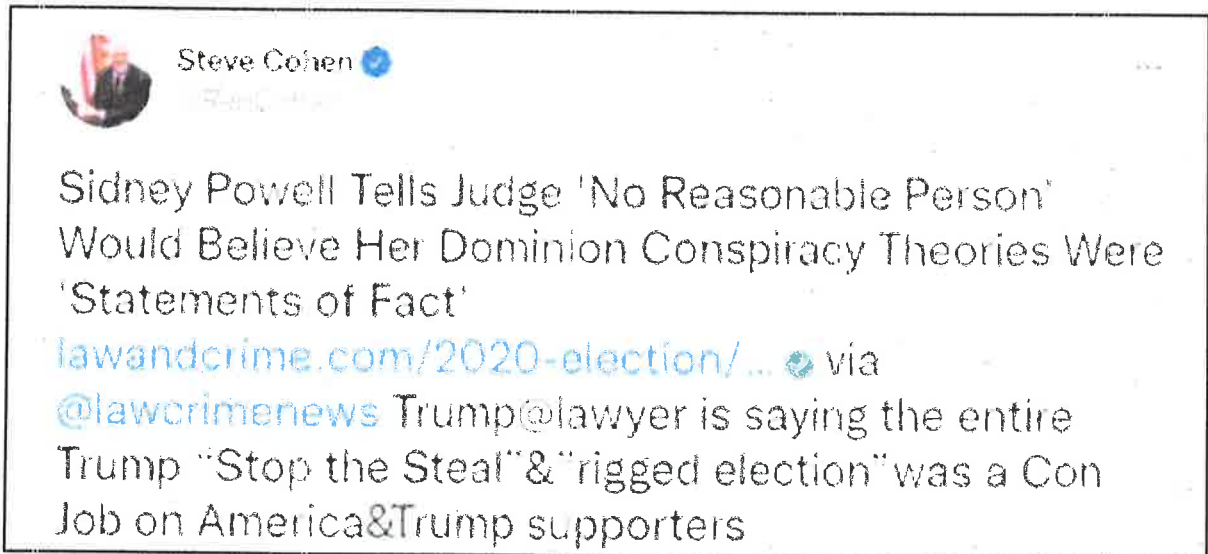 Steve Cohen
Sidney Powell Tells Judge 'No Reasonable Person'
Would Believe Her Dominion Conspiracy Theories Were
'Statements of Fact'
lawandcrime.com/2020-election/... via
@lawcrimenews Trump@lawyer is saying the entire
Trump "Stop the Steal"&"rigged election"was a Con
Job on America&Trump supporters